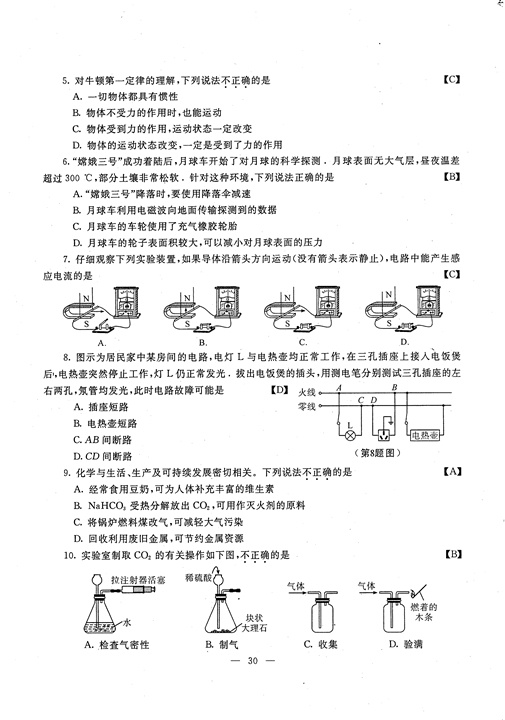 5. 对牛顿第一定律的理解,下列说法不正确的是 【C】
A. 一切物体都具有惯性
B. 物体不受力的作用时,也能运动
C. 物体受到力的作用,运动状态一定改变
D. 物体的运动状态改变,一定是受到了力的作用
6.“嫦娥三号”成功着陆后,月球车开始了对月球的科学探测. 月球表面无大气层,昼夜温差
超过 300 ℃,部分土壤非常松软. 针对这种环境,下列说法正确的是 【B】
A.“嫦娥三号”降落时,要使用降落伞减速
B. 月球车利用电磁波向地面传输探测到的数据
C. 月球车的车轮使用了充气橡胶轮胎
D. 月球车的轮子表面积较大,可以减小对月球表面的压力
7. 仔细观察下列实验装置,如果导体沿箭头方向运动(没有箭头表示静止),电路中能产生感
应电流的是 【C】
N S N S N S N S
A. B. C. D.
8. 图示为居民家中某房间的电路,电灯 L 与电热壶均正常工作,在三孔插座上接入电饭煲
后,电热壶突然停止工作,灯 L 仍正常发光. 拔出电饭煲的插头,用测电笔分别测试三孔插座的左
右两孔,氖管均发光,此时电路故障可能是 【D】
A. 插座短路
B. 电热壶短路
C. AB 间断路
D. CD 间断路
火线 A B
零线 C D
L 电热壶
(第8题图)
9. 化学与生活、生产及可持续发展密切相关。下列说法不正确的是 【A】
A. 经常食用豆奶,可为人体补充丰富的维生素
B. NaHCO₃ 受热分解放出 CO₂,可用作灭火剂的原料
C. 将锅炉燃料煤改气,可减轻大气污染
D. 回收利用废旧金属,可节约金属资源
10. 实验室制取 CO₂ 的有关操作如下图,不正确的是 【B】
拉注射器活塞 水
稀硫酸 块状大理石
气体
气体 燃着的木条
A. 检查气密性 B. 制气 C. 收集 D. 验满
— 30 —